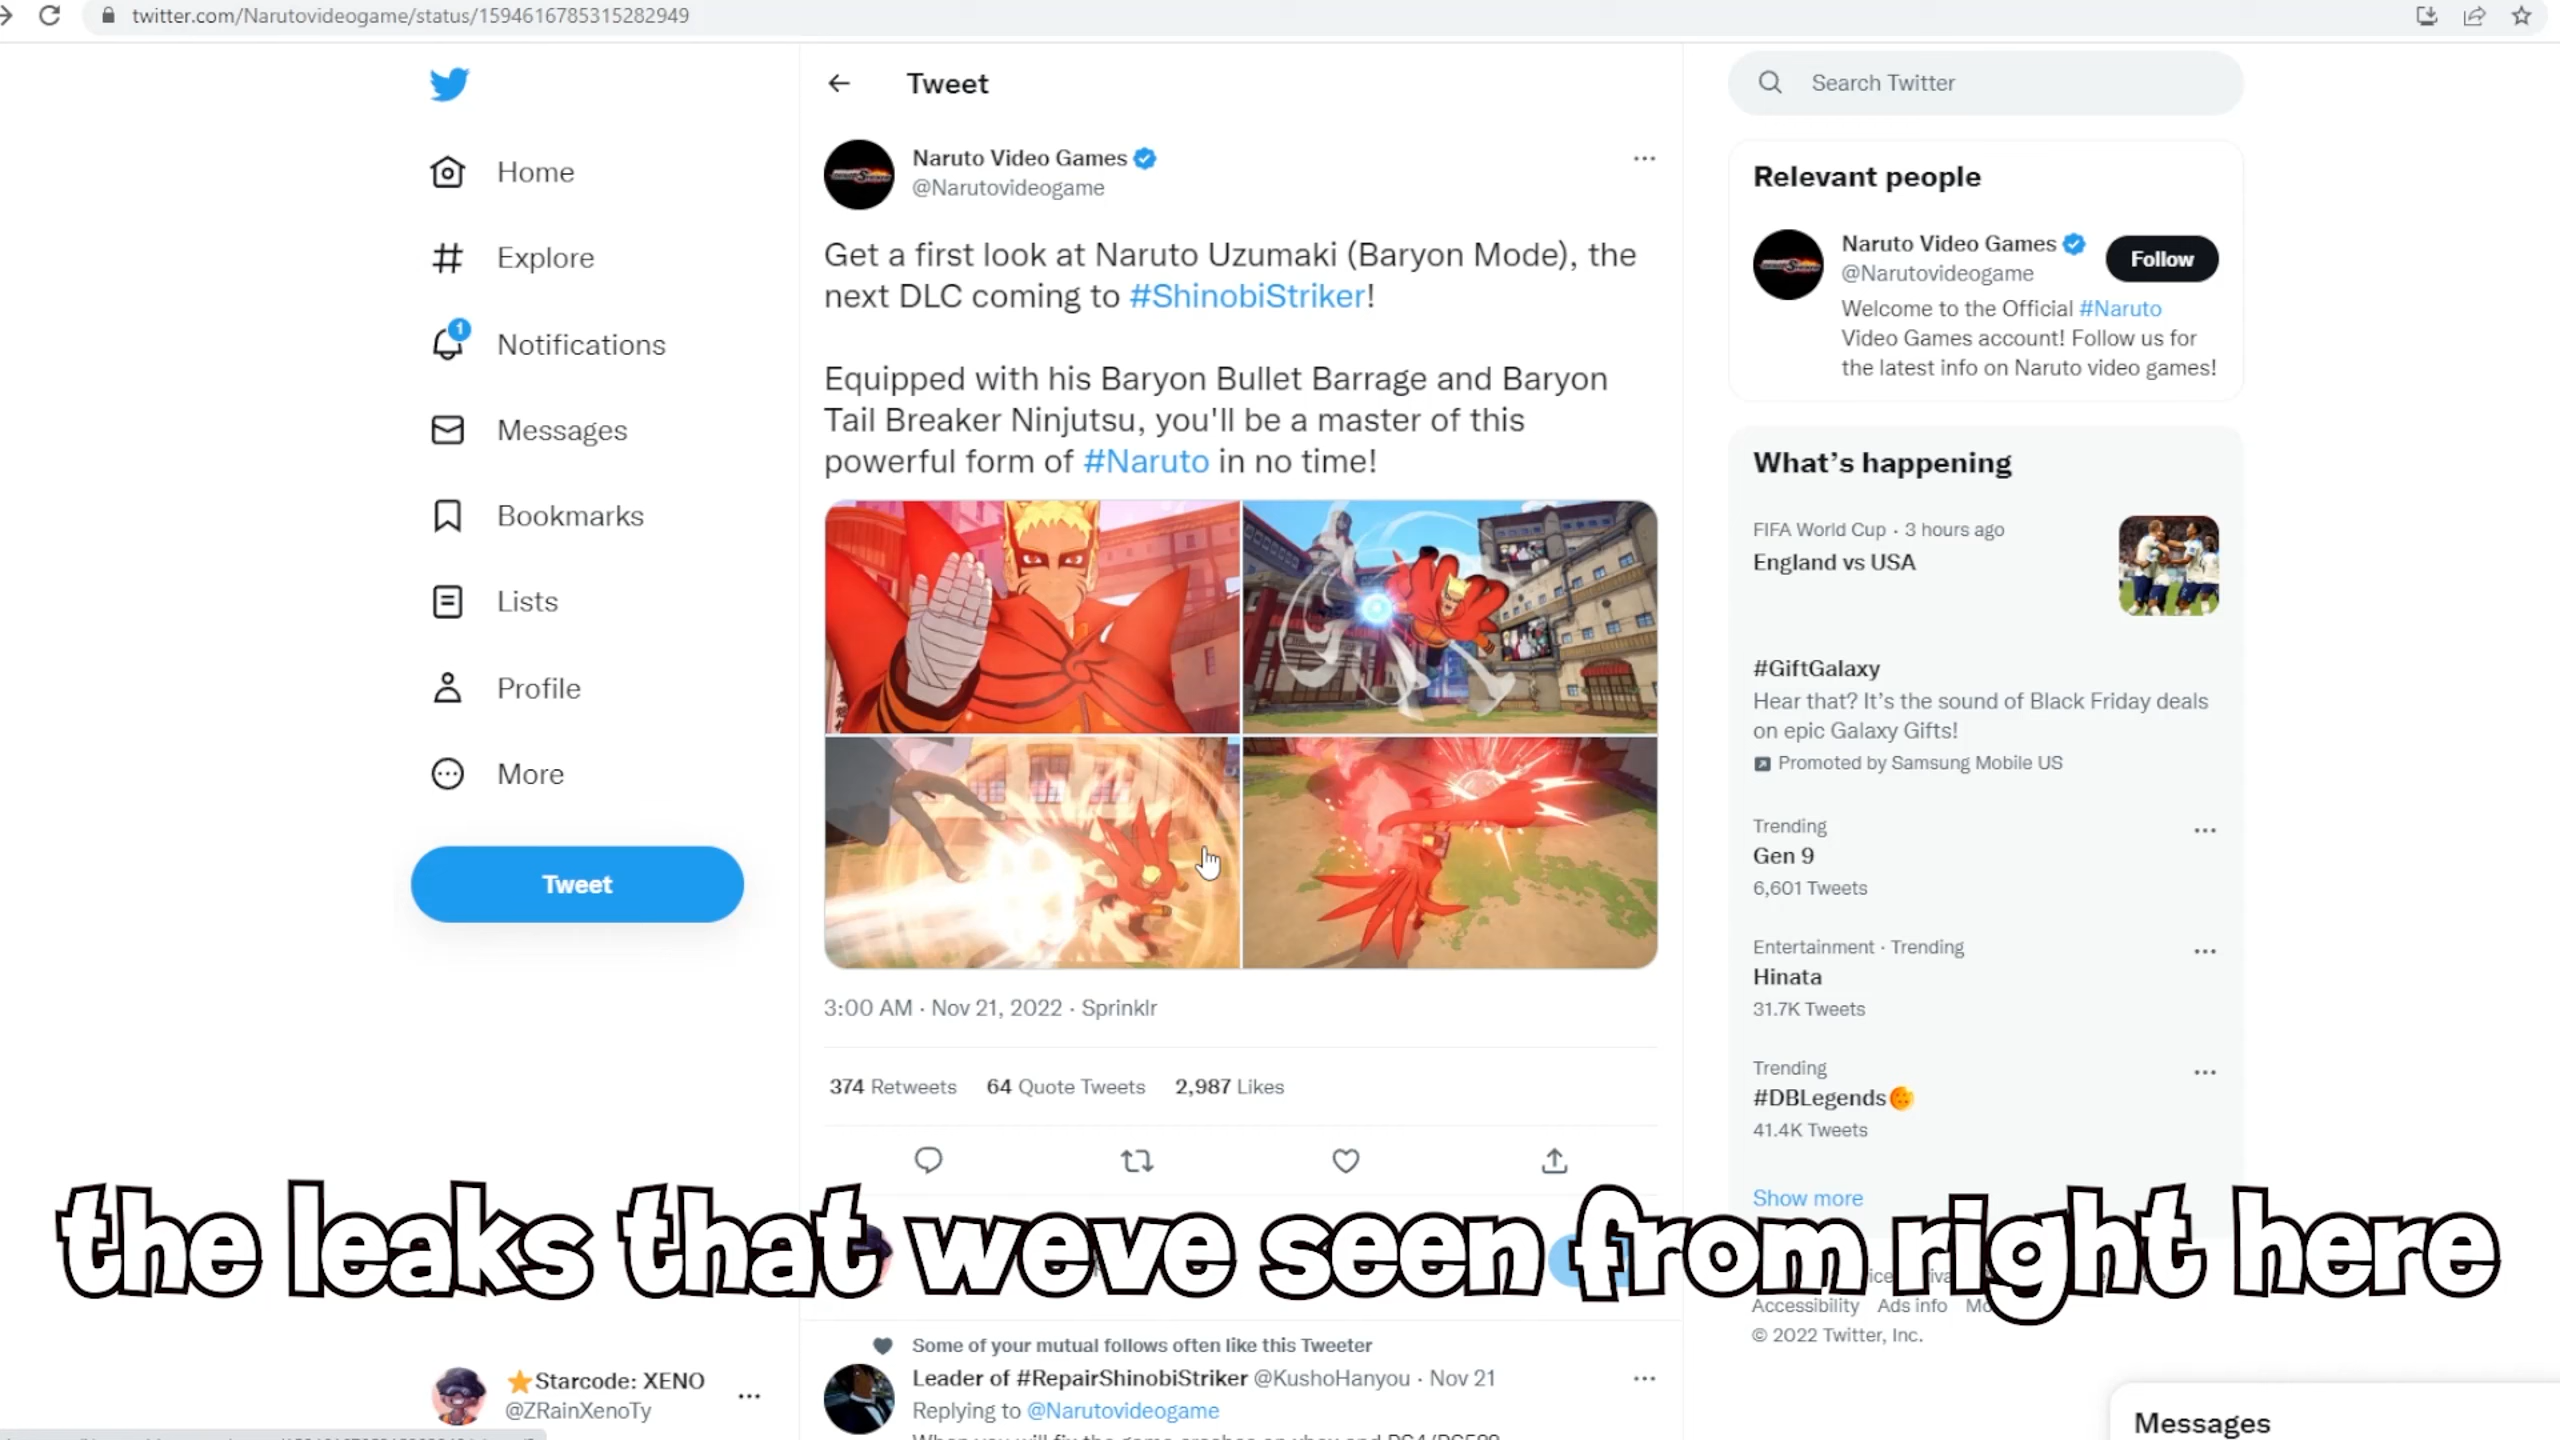 twitter.com/Narutovideogame/status/1594616785315282949
Home
Explore
1
Notifications
Messages
Bookmarks
Lists
Profile
More
Tweet
Starcode: XENO
@ZRainXenoTy
Tweet
Naruto Video Games
@Narutovideogame
Get a first look at Naruto Uzumaki (Baryon Mode), the
next DLC coming to #ShinobiStriker!
Equipped with his Baryon Bullet Barrage and Baryon
Tail Breaker Ninjutsu, you'll be a master of this
powerful form of #Naruto in no time!
3:00 AM · Nov 21, 2022 · Sprinklr
374 Retweets 64 Quote Tweets 2,987 Likes
the leaks that weve seen from right here
Some of your mutual follows often like this Tweeter
Leader of #RepairShinobiStriker @KushoHanyou · Nov 21
Replying to @Narutovideogame
Search Twitter
Relevant people
Naruto Video Games
@Narutovideogame
Follow
Welcome to the Official #Naruto
Video Games account! Follow us for
the latest info on Naruto video games!
What's happening
FIFA World Cup · 3 hours ago
England vs USA
#GiftGalaxy
Hear that? It's the sound of Black Friday deals
on epic Galaxy Gifts!
Promoted by Samsung Mobile US
Trending
Gen 9
6,601 Tweets
Entertainment · Trending
Hinata
31.7K Tweets
Trending
#DBLegends
41.4K Tweets
Show more
Accessibility Ads info
© 2022 Twitter, Inc.
Messages